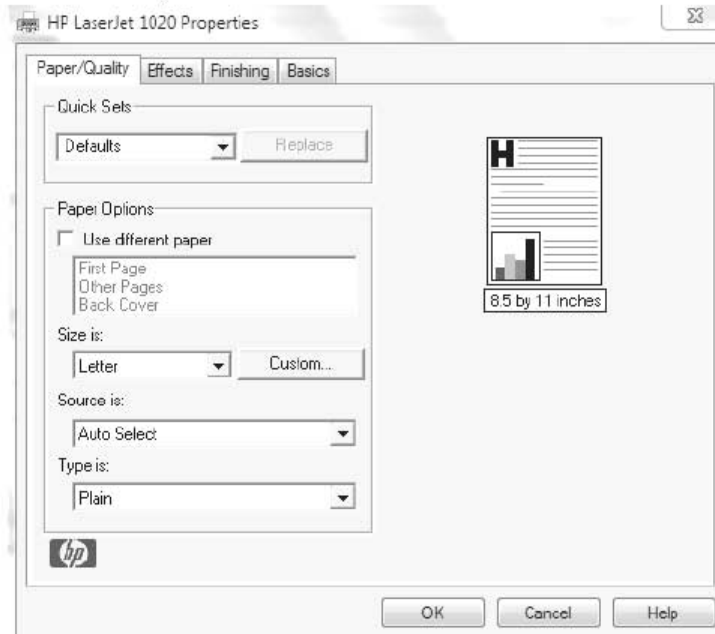 HP LaserJet 1020 Properties
Paper/Quality Effects Finishing Basics
Quick Sets
Defaults Replace
Paper Options
Use different paper
First Page
Other Pages
Back Cover
Size is:
Letter Custom...
Source is:
Auto Select
Type is:
Plain
hp
H
8.5 by 11 inches
OK Cancel Help